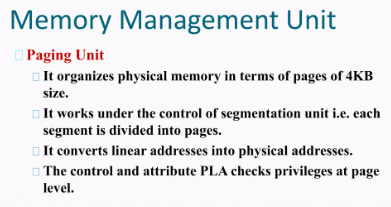 Memory Management Unit
Paging Unit
It organizes physical memory in terms of pages of 4KB
size.
It works under the control of segmentation unit i.e. each
segment is divided into pages.
It converts linear addresses into physical addresses.
The control and attribute PLA checks privileges at page
level.